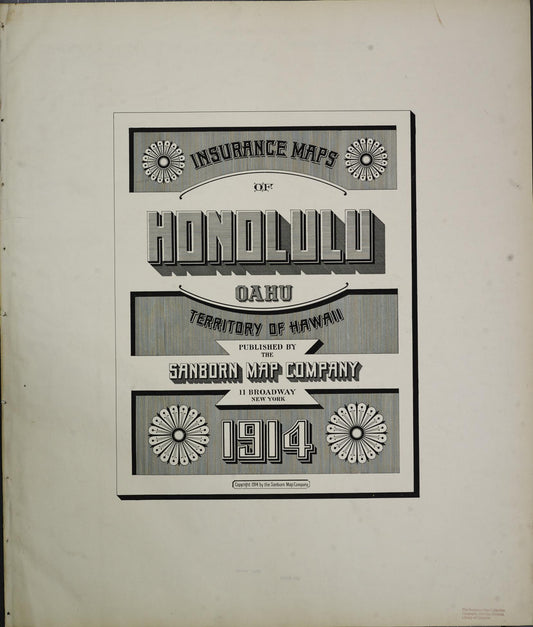 INSURANCE MAPS
OF
HONOLULU
OAHU
TERRITORY OF HAWAII
PUBLISHED BY
THE
SANBORN MAP COMPANY
11 BROADWAY
NEW YORK
1914
Copyright 1914 by the Sanborn Map Company